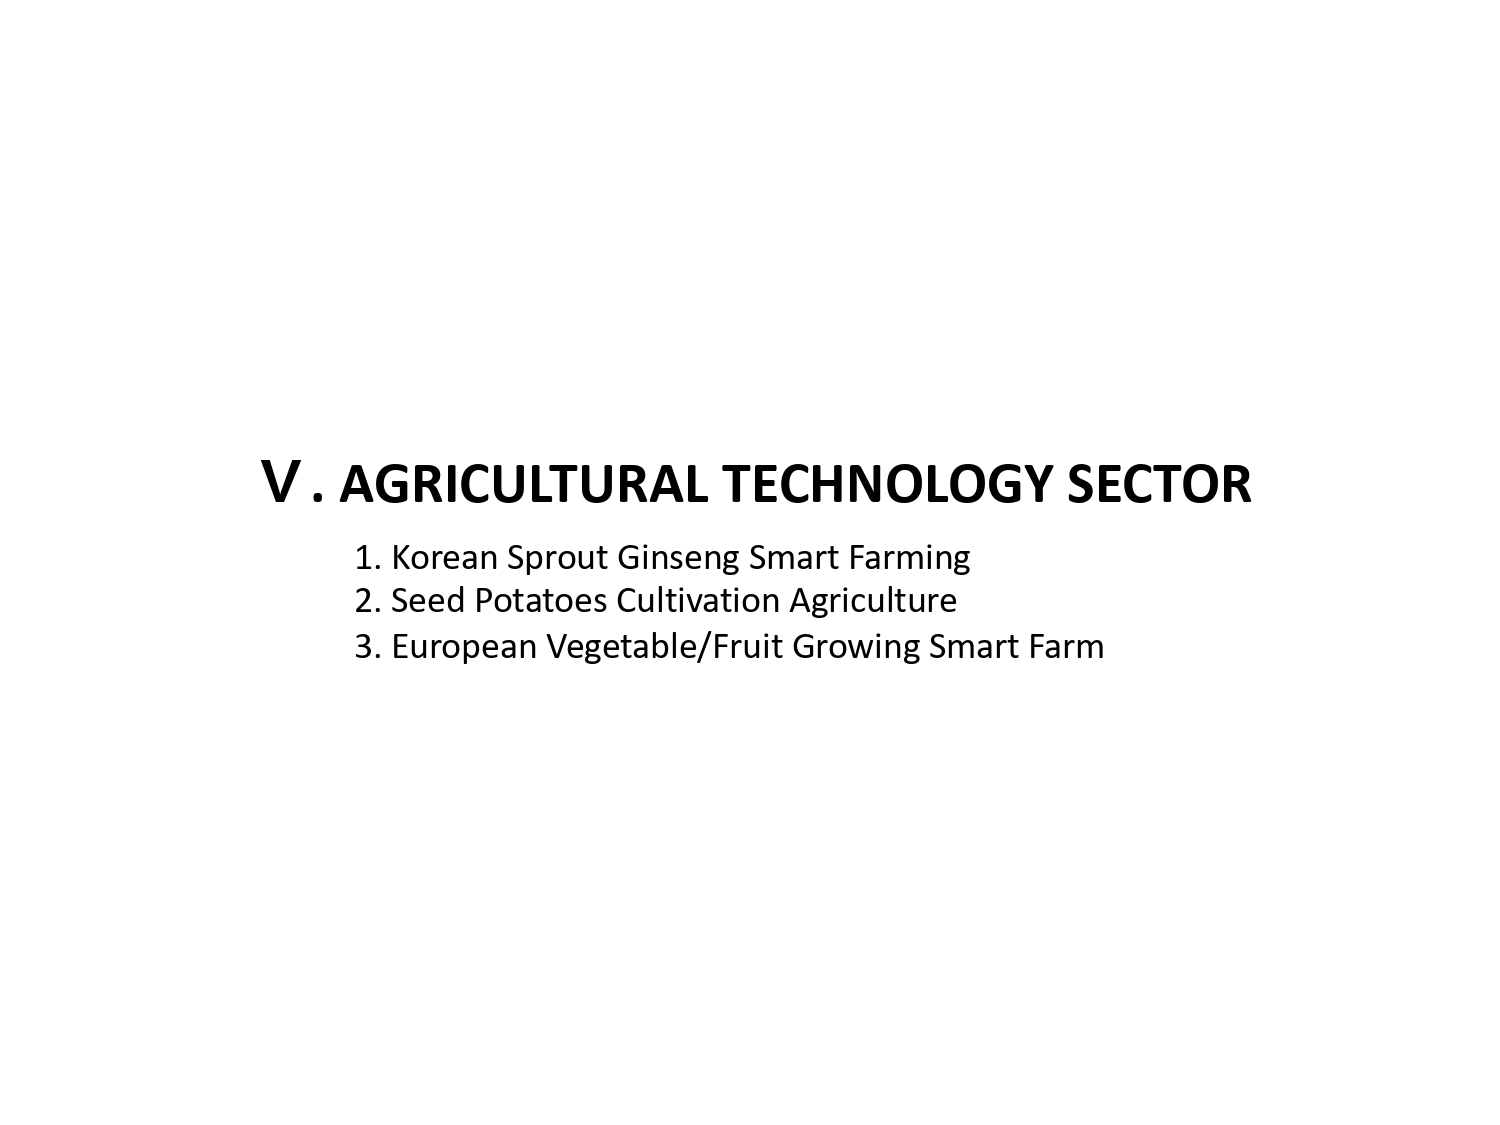 Ⅴ. AGRICULTURAL TECHNOLOGY SECTOR
1. Korean Sprout Ginseng Smart Farming
2. Seed Potatoes Cultivation Agriculture
3. European Vegetable/Fruit Growing Smart Farm